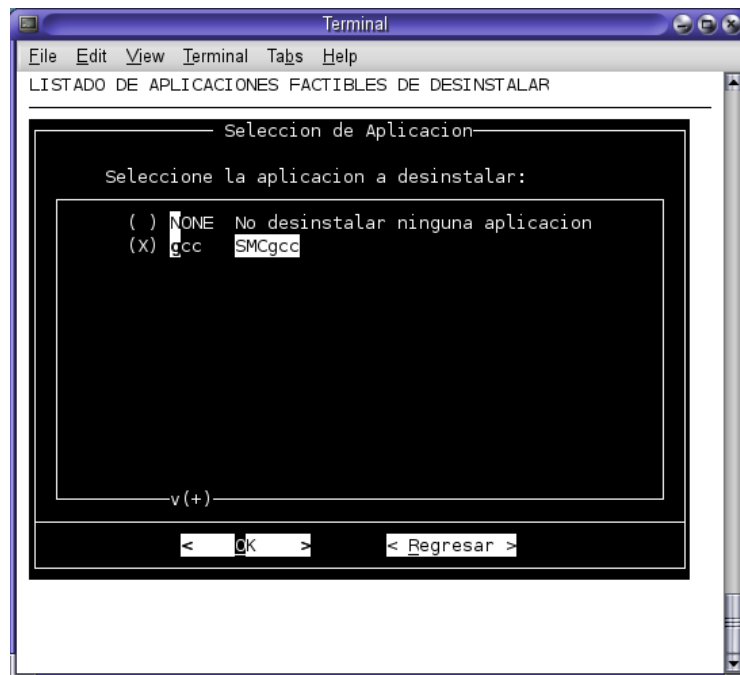 Terminal
File Edit View Terminal Tabs Help
LISTADO DE APLICACIONES FACTIBLES DE DESINSTALAR
Seleccion de Aplicacion
Seleccione la aplicacion a desinstalar:
( ) NONE No desinstalar ninguna aplicacion
(X) gcc SMCgcc
v(+)
< OK > < Regresar >